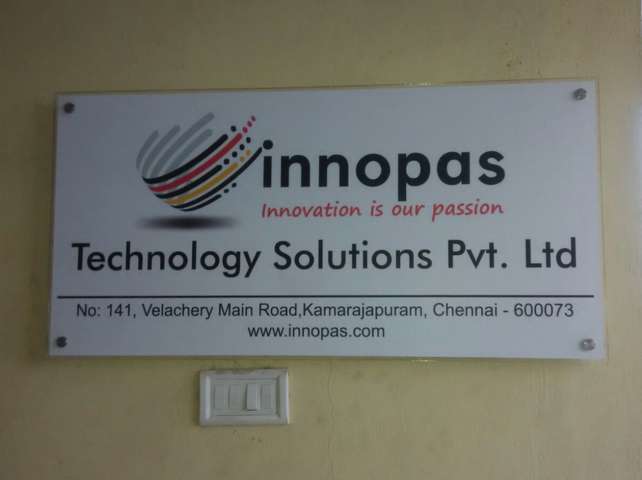 innopas
Innovation is our passion
Technology Solutions Pvt. Ltd
No: 141, Velachery Main Road,Kamarajapuram, Chennai - 600073
www.innopas.com